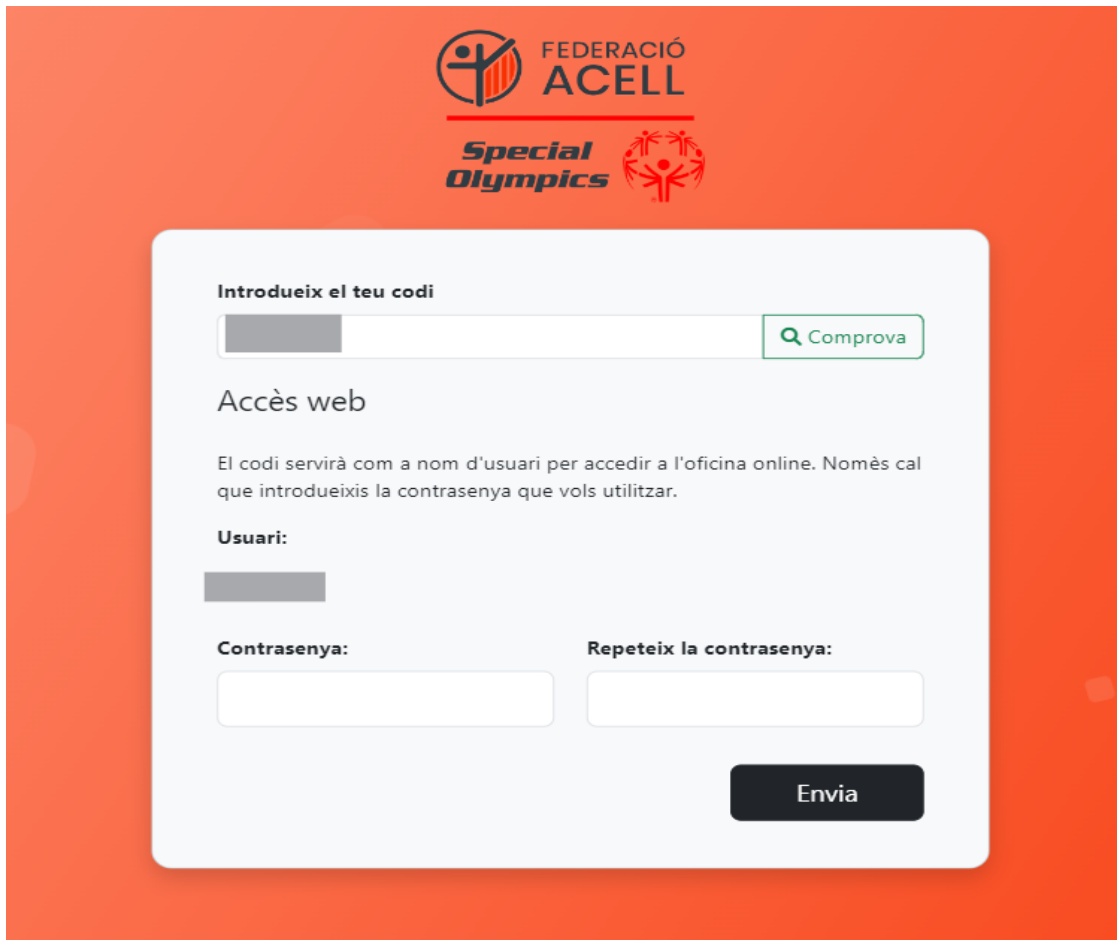 FEDERACIÓ
ACELL
Special
Olympics
Introdueix el teu codi
Comprova
Accès web
El codi servirà com a nom d'usuari per accedir a l'oficina online. Nomès cal
que introdueixis la contrasenya que vols utilitzar.
Usuari:
Contrasenya:
Repeteix la contrasenya:
Envia